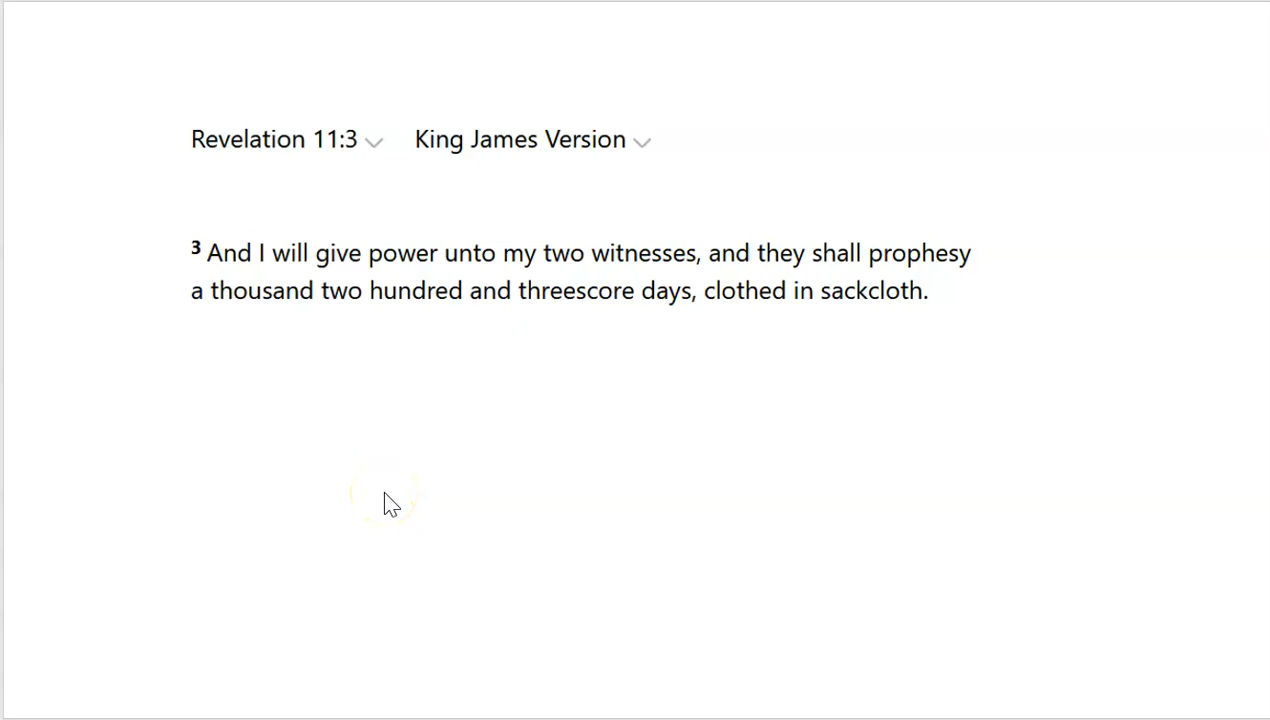 Revelation 11:3 King James Version
3 And I will give power unto my two witnesses, and they shall prophesy
a thousand two hundred and threescore days, clothed in sackcloth.